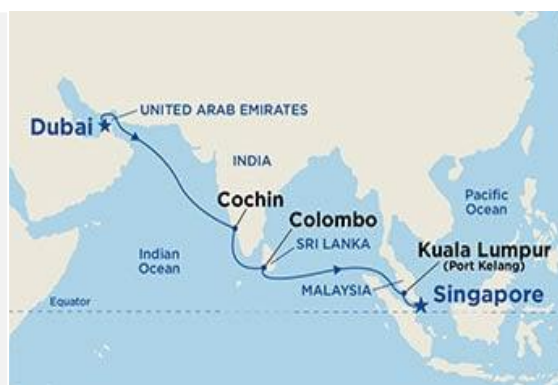 UNITED ARAB EMIRATES
Dubai
INDIA
Cochin
Pacific
Ocean
Colombo
SRI LANKA
Indian
Ocean
Kuala Lumpur
(Port Kelang)
MALAYSIA
Singapore
Equator